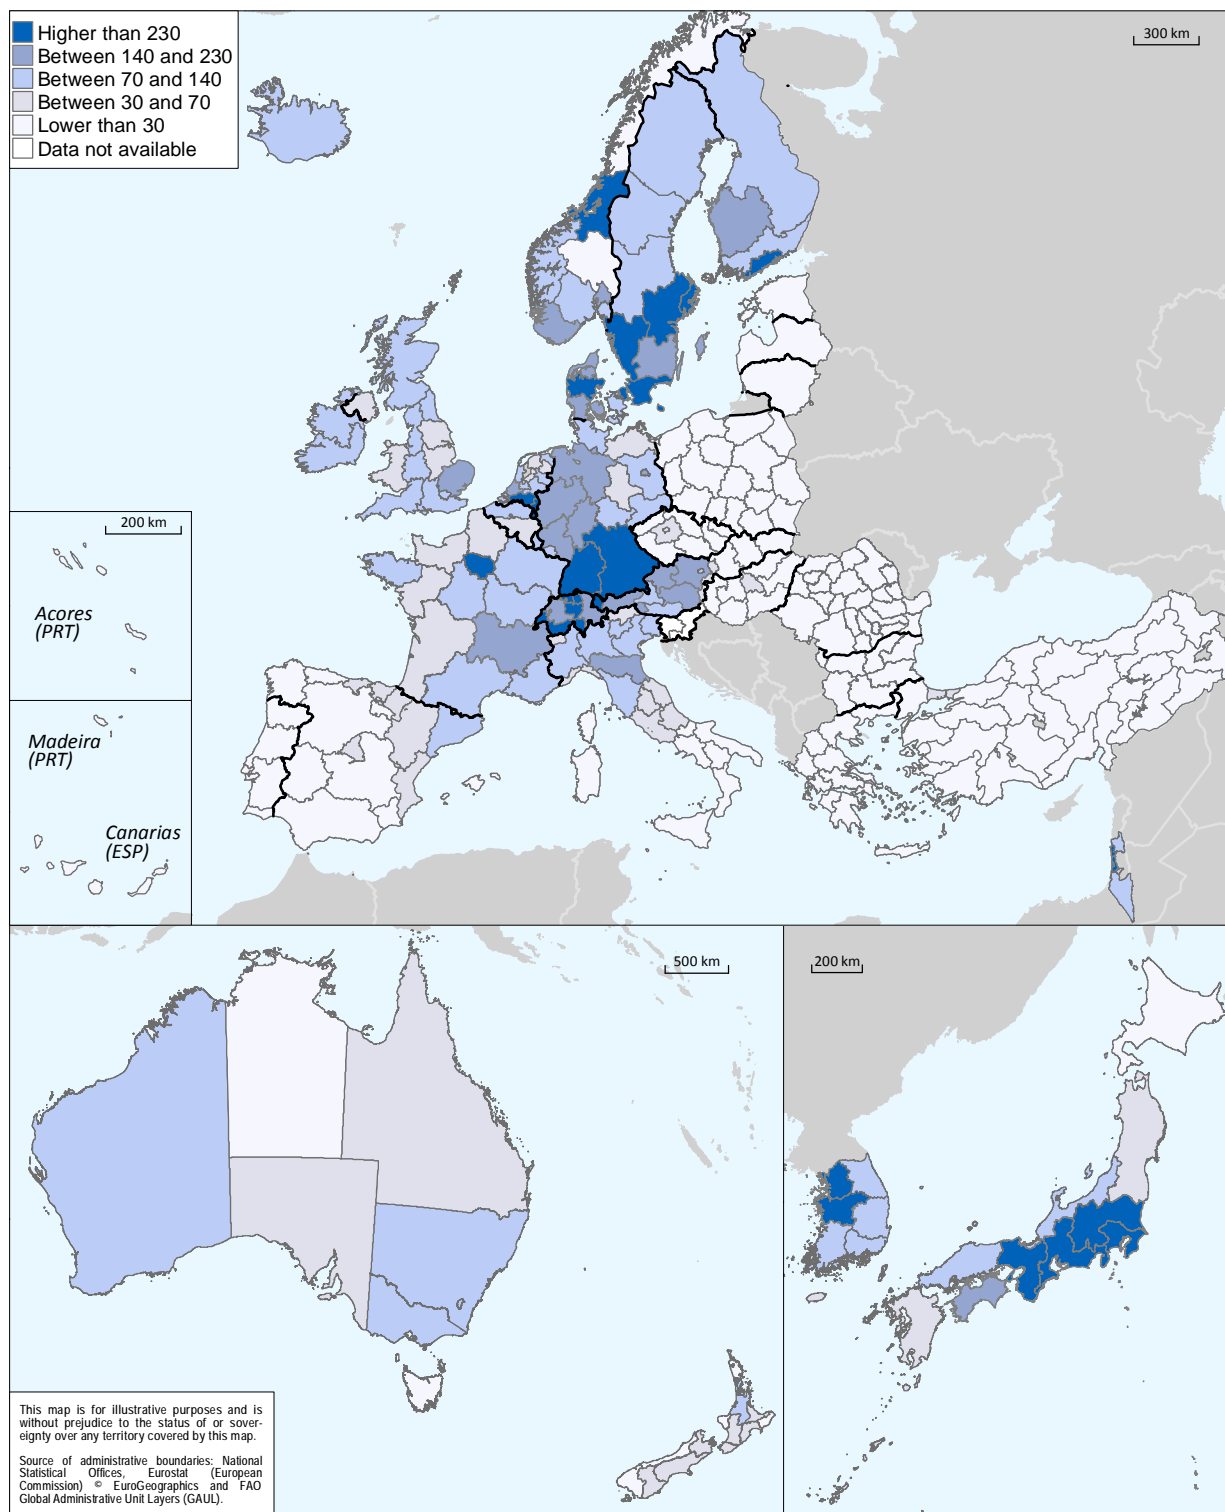 Higher than 230
Between 140 and 230
Between 70 and 140
Between 30 and 70
Lower than 30
Data not available
300 km
200 km
Acores
(PRT)
Madeira
(PRT)
Canarias
(ESP)
500 km
200 km
This map is for illustrative purposes and is
without prejudice to the status of or sover-
eignty over any territory covered by this map.
Source of administrative boundaries: National
Statistical Offices, Eurostat (European
Commission) © EuroGeographics and FAO
Global Administrative Unit Layers (GAUL).